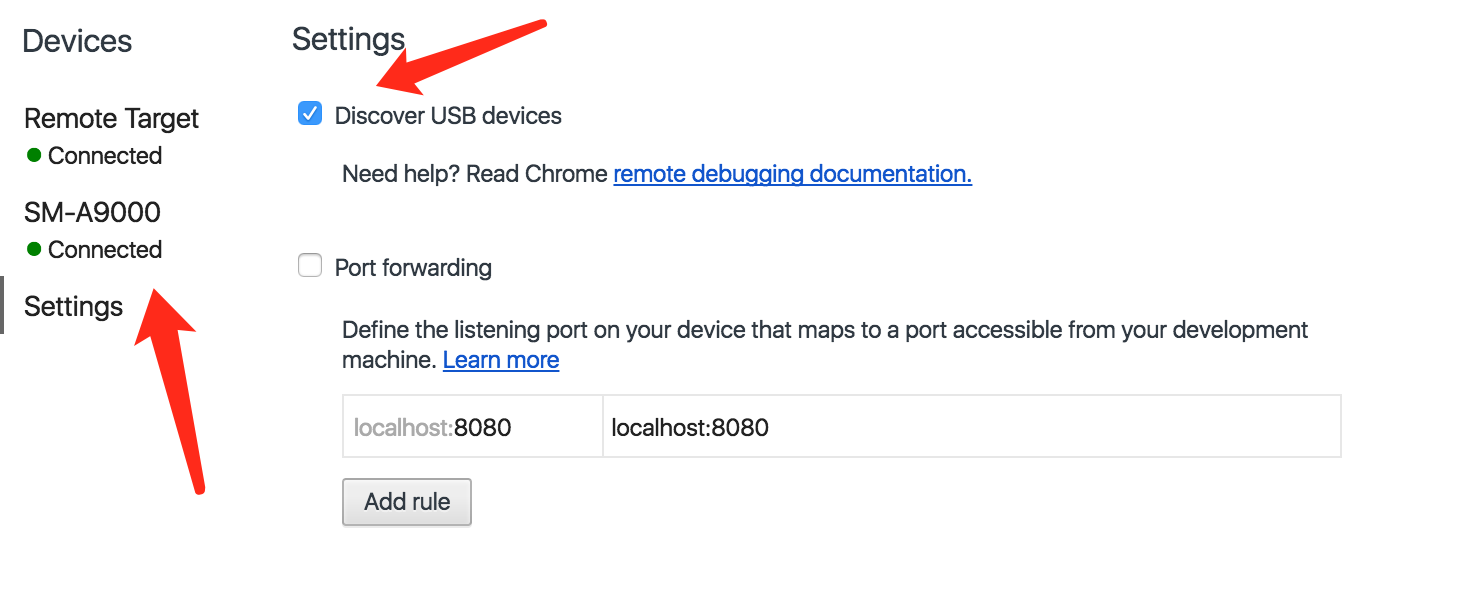 Devices
Remote Target
Connected
SM-A9000
Connected
Settings
Settings
Discover USB devices
Need help? Read Chrome remote debugging documentation.
Port forwarding
Define the listening port on your device that maps to a port accessible from your development
machine. Learn more
localhost:8080 localhost:8080
Add rule